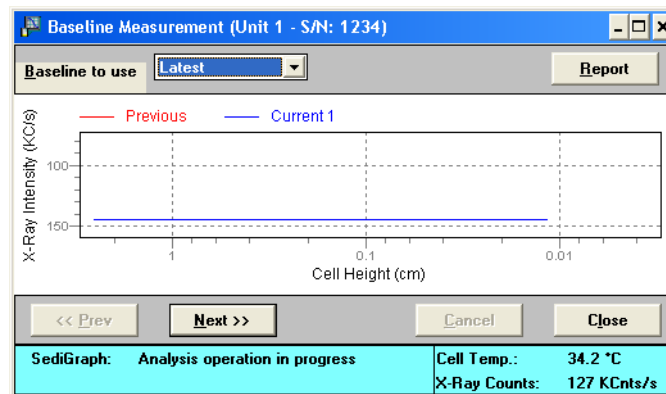 Baseline Measurement (Unit 1 - S/N: 1234)
Baseline to use Latest Report
Previous Current 1
X-Ray Intensity (KC/s)
100
150
1 0.1 0.01
Cell Height (cm)
<< Prev Next >> Cancel Close
SediGraph: Analysis operation in progress Cell Temp.: 34.2 °C
X-Ray Counts: 127 KCnts/s